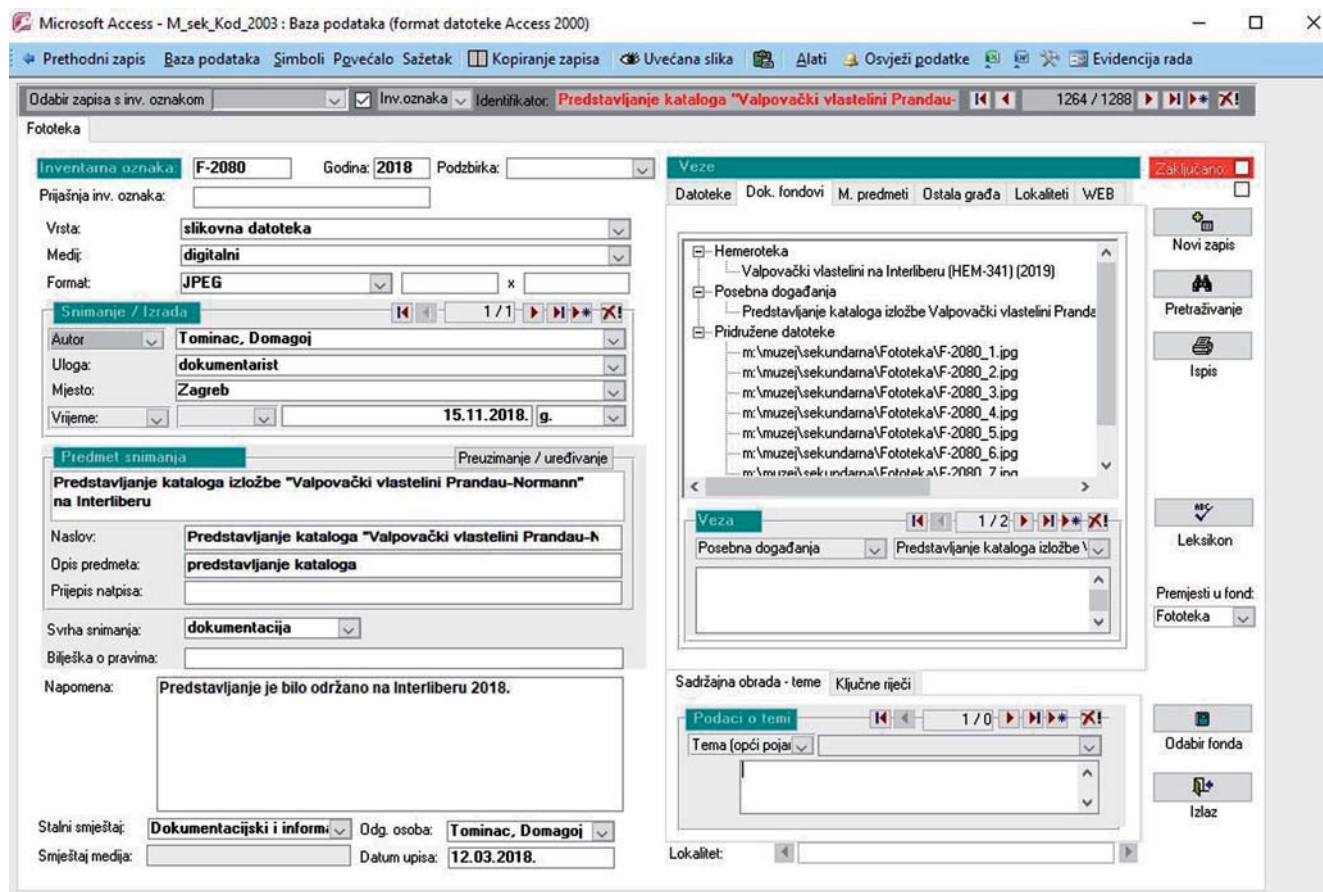 Microsoft Access - M_sek_Kod_2003 : Baza podataka (format datoteke Access 2000)
Prethodni zapis Baza podataka Simboli Povećalo Sažetak Kopiranje zapisa Uvećana slika Alati Osvježi podatke Evidencija rada
Odabir zapisa s inv. oznakom Inv.oznaka Identifikator: Predstavljanje kataloga "Valpovački vlastelini Prandau- 1264 / 1288
Fototeka
Inventarna oznaka: F-2080 Godina: 2018 Podzbirka:
Prijašnja inv. oznaka:
Vrsta: slikovna datoteka
Medij: digitalni
Format: JPEG x
Snimanje / Izrada 1 / 1
Autor Tominac, Domagoj
Uloga: dokumentarist
Mjesto: Zagreb
Vrijeme: 15.11.2018. g.
Predmet snimanja Preuzimanje / uređivanje
Predstavljanje kataloga izložbe "Valpovački vlastelini Prandau-Normann"
na Interliberu
Naslov: Predstavljanje kataloga "Valpovački vlastelini Prandau-N
Opis predmeta: predstavljanje kataloga
Prijepis natpisa:
Svrha snimanja: dokumentacija
Bilješka o pravima:
Napomena: Predstavljanje je bilo održano na Interliberu 2018.
Stalni smještaj: Dokumentacijski i informa Odg. osoba: Tominac, Domagoj
Smještaj medija: Datum upisa: 12.03.2018.
Veze
Datoteke Dok. fondovi M. predmeti Ostala građa Lokaliteti WEB
Hemeroteka
Valpovački vlastelini na Interliberu (HEM-341) (2019)
Posebna događanja
Predstavljanje kataloga izložbe Valpovački vlastelini Pranda
Pridružene datoteke
m:\muzej\sekundarna\Fototeka\F-2080_1.jpg
m:\muzej\sekundarna\Fototeka\F-2080_2.jpg
m:\muzej\sekundarna\Fototeka\F-2080_3.jpg
m:\muzej\sekundarna\Fototeka\F-2080_4.jpg
m:\muzej\sekundarna\Fototeka\F-2080_5.jpg
m:\muzej\sekundarna\Fototeka\F-2080_6.jpg
m:\muzej\sekundarna\Fototeka\F-2080_7.jpg
Veza 1 / 2
Posebna događanja Predstavljanje kataloga izložbe V
Sadržajna obrada - teme Ključne riječi
Podaci o temi 1 / 0
Tema (opći pojam
Lokalitet:
Zaključano:
Novi zapis
Pretraživanje
Ispis
ABC
Leksikon
Premjesti u fond:
Fototeka
Odabir fonda
Izlaz